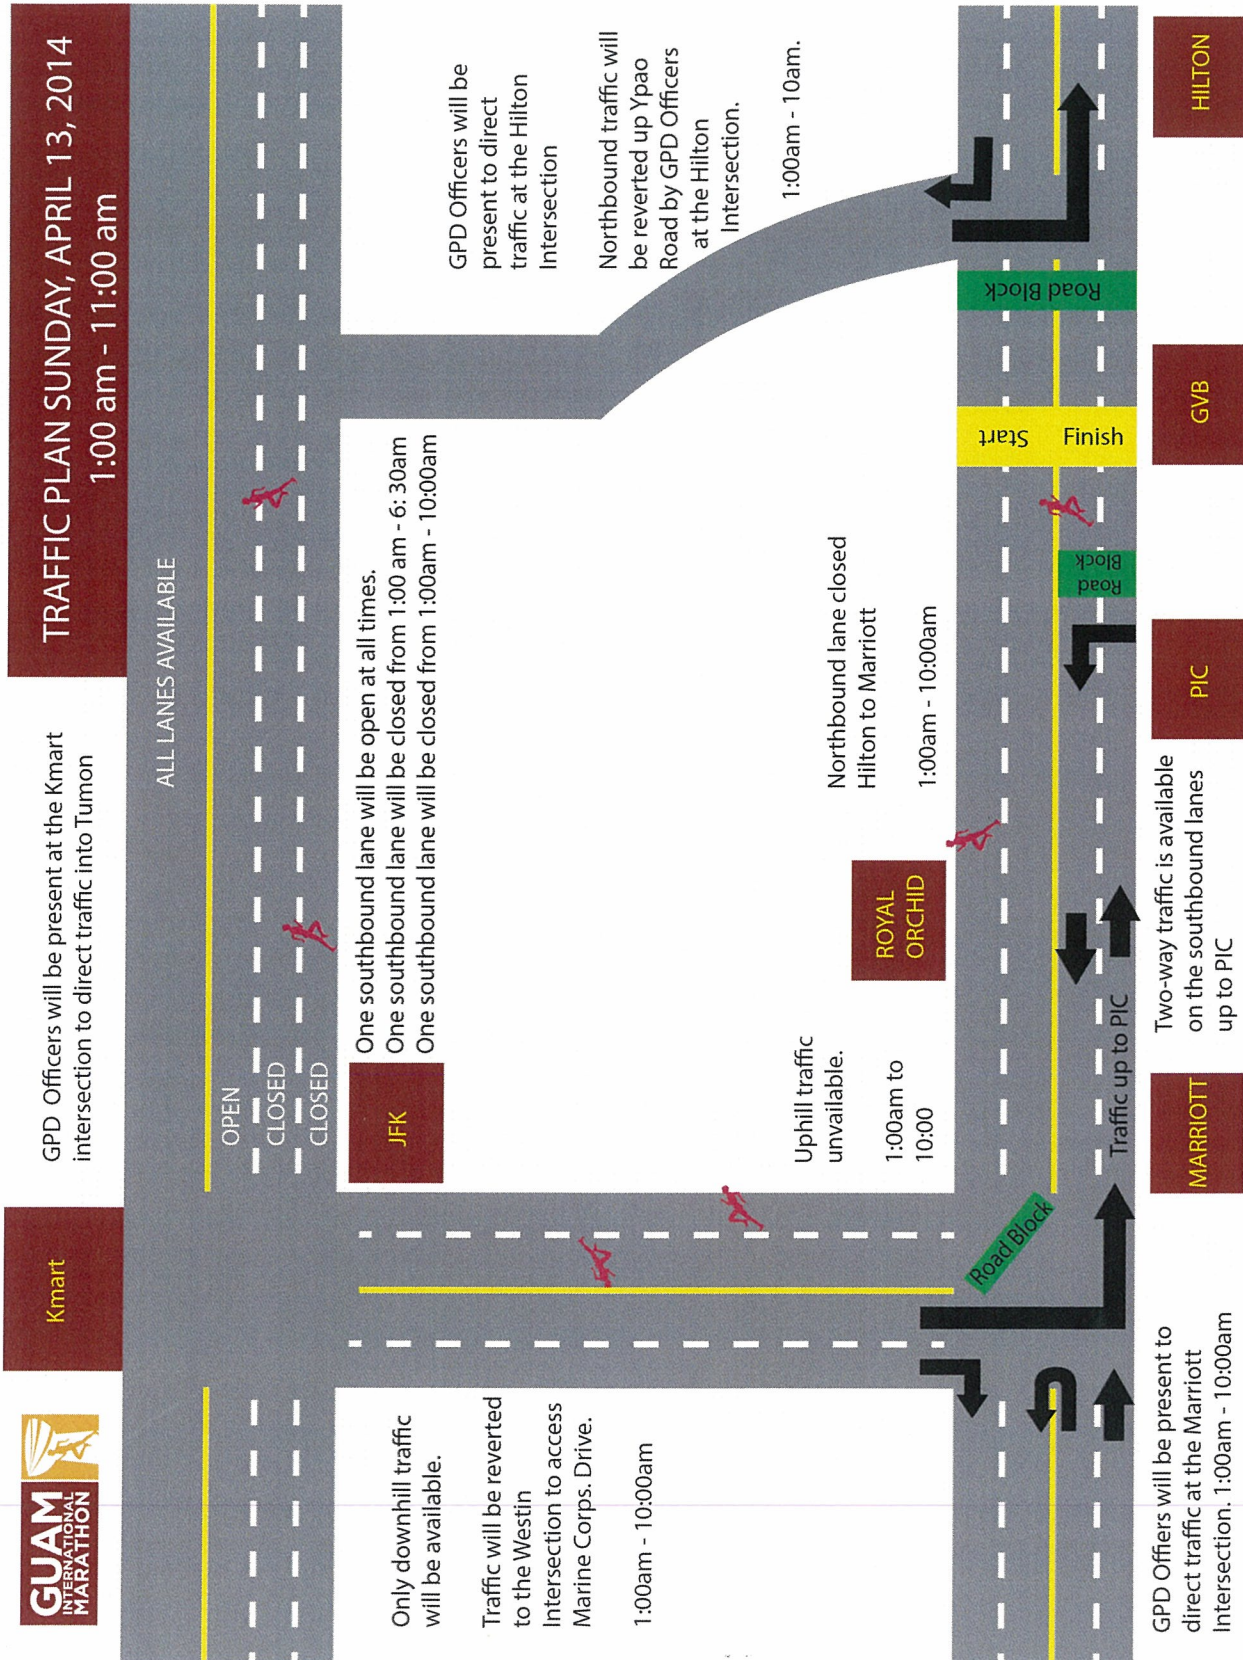 GUAM
INTERNATIONAL
MARATHON
Kmart
GPD Officers will be present at the Kmart
intersection to direct traffic into Tumon
TRAFFIC PLAN SUNDAY, APRIL 13, 2014
1:00 am - 11:00 am
ALL LANES AVAILABLE
OPEN
CLOSED
CLOSED
JFK
One southbound lane will be open at all times.
One southbound lane will be closed from 1:00 am - 6: 30am
One southbound lane will be closed from 1:00am - 10:00am
GPD Officers will be
present to direct
traffic at the Hilton
Intersection
Northbound traffic will
be reverted up Ypao
Road by GPD Officers
at the Hilton
Intersection.
1:00am - 10am.
Only downhill traffic
will be available.
Traffic will be reverted
to the Westin
Intersection to access
Marine Corps. Drive.
1:00am - 10:00am
Uphill traffic
unvailable.
1:00am to
10:00
ROYAL
ORCHID
Northbound lane closed
Hilton to Marriott
1:00am - 10:00am
Road Block
Traffic up to PIC
Road
Block
Start
Finish
Road Block
GPD Offiers will be present to
direct traffic at the Marriott
Intersection. 1:00am - 10:00am
MARRIOTT
Two-way traffic is available
on the southbound lanes
up to PIC
PIC
GVB
HILTON